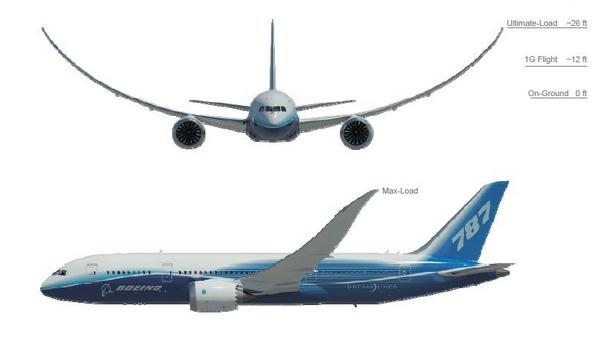 Ultimate-Load ~26 ft
1G Flight ~12 ft
On-Ground 0 ft
Max-Load
787
BOEING
DREAMLINER